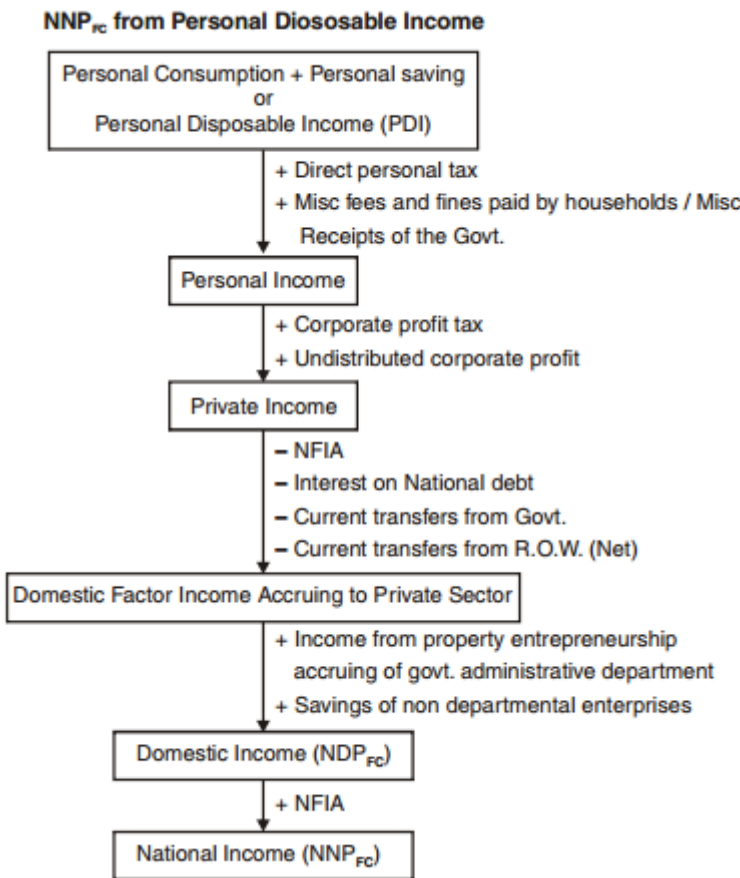 NNPFC from Personal Diososable Income
Personal Consumption + Personal saving
or
Personal Disposable Income (PDI)
+ Direct personal tax
+ Misc fees and fines paid by households / Misc
Receipts of the Govt.
Personal Income
+ Corporate profit tax
+ Undistributed corporate profit
Private Income
– NFIA
– Interest on National debt
– Current transfers from Govt.
– Current transfers from R.O.W. (Net)
Domestic Factor Income Accruing to Private Sector
+ Income from property entrepreneurship
accruing of govt. administrative department
+ Savings of non departmental enterprises
Domestic Income (NDPFC)
+ NFIA
National Income (NNPFC)